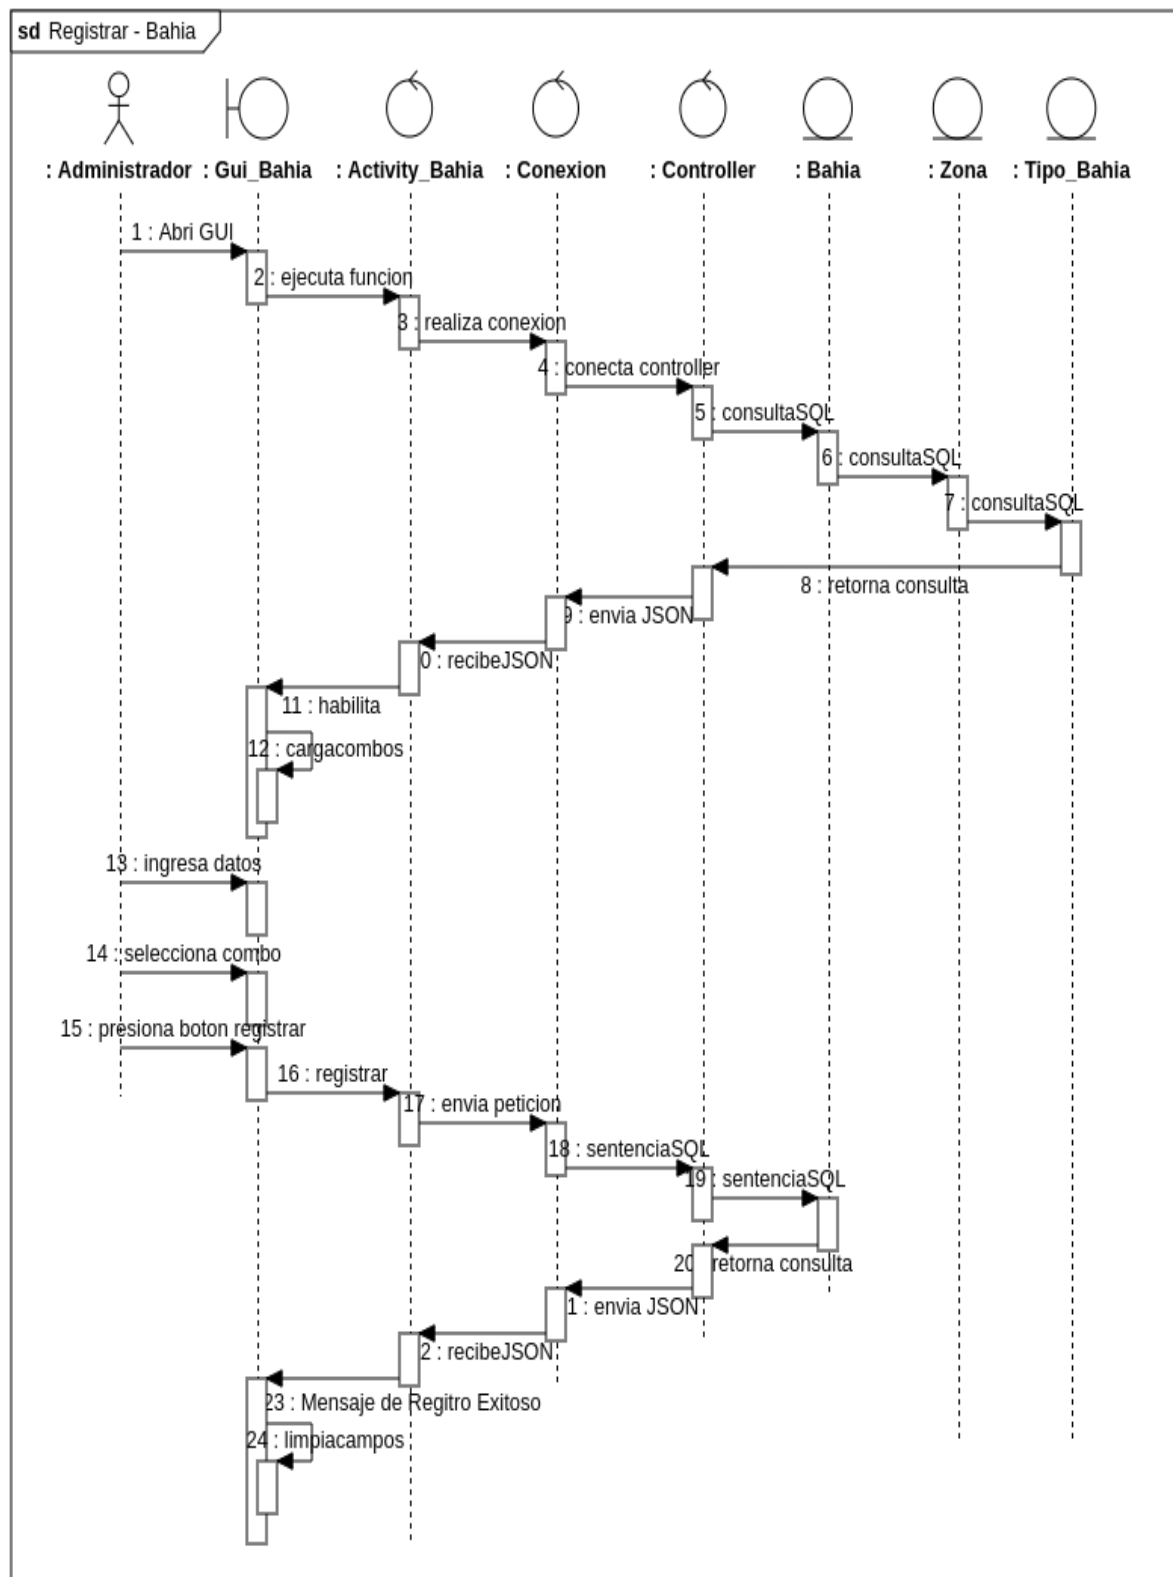 sd Registrar - Bahia
: Administrador : Gui_Bahia : Activity_Bahia : Conexion : Controller : Bahia : Zona : Tipo_Bahia
1 : Abri GUI
2 : ejecuta funcion
3 : realiza conexion
4 : conecta controller
5 : consultaSQL
6 : consultaSQL
7 : consultaSQL
8 : retorna consulta
9 : envia JSON
0 : recibeJSON
11 : habilita
12 : cargacombos
13 : ingresa datos
14 : selecciona combo
15 : presiona boton registrar
16 : registrar
17 : envia peticion
18 : sentenciaSQL
19 : sentenciaSQL
20 : retorna consulta
1 : envia JSON
2 : recibeJSON
23 : Mensaje de Regitro Exitoso
24 : limpiacampos